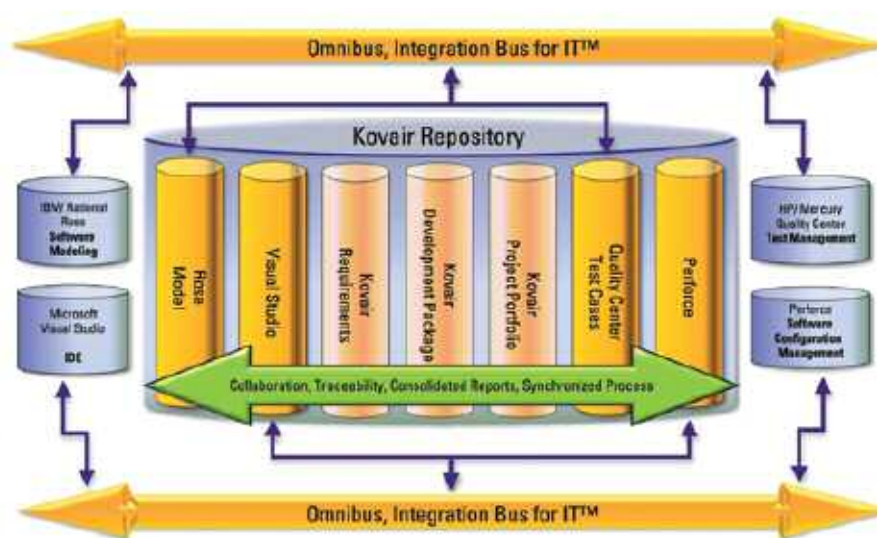 Omnibus, Integration Bus for IT™
Kovair Repository
IBM/ National
Rose
Software
Modeling
Microsoft
Visual Studio
IDE
Rose
Model
Visual Studio
Kovair
Requirements
Kovair
Development Package
Kovair
Project Portfolio
Quality Center
Test Cases
Perforce
HP/ Mercury
Quality Center
Test Management
Perforce
Software
Configuration
Management
Collaboration, Traceability, Consolidated Reports, Synchronized Process
Omnibus, Integration Bus for IT™